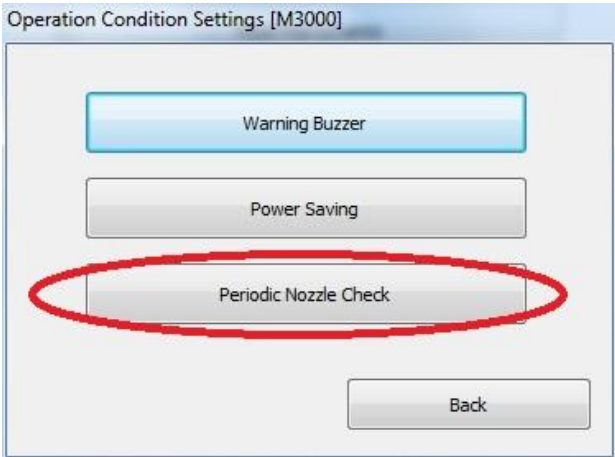 Operation Condition Settings [M3000]
Warning Buzzer
Power Saving
Periodic Nozzle Check
Back